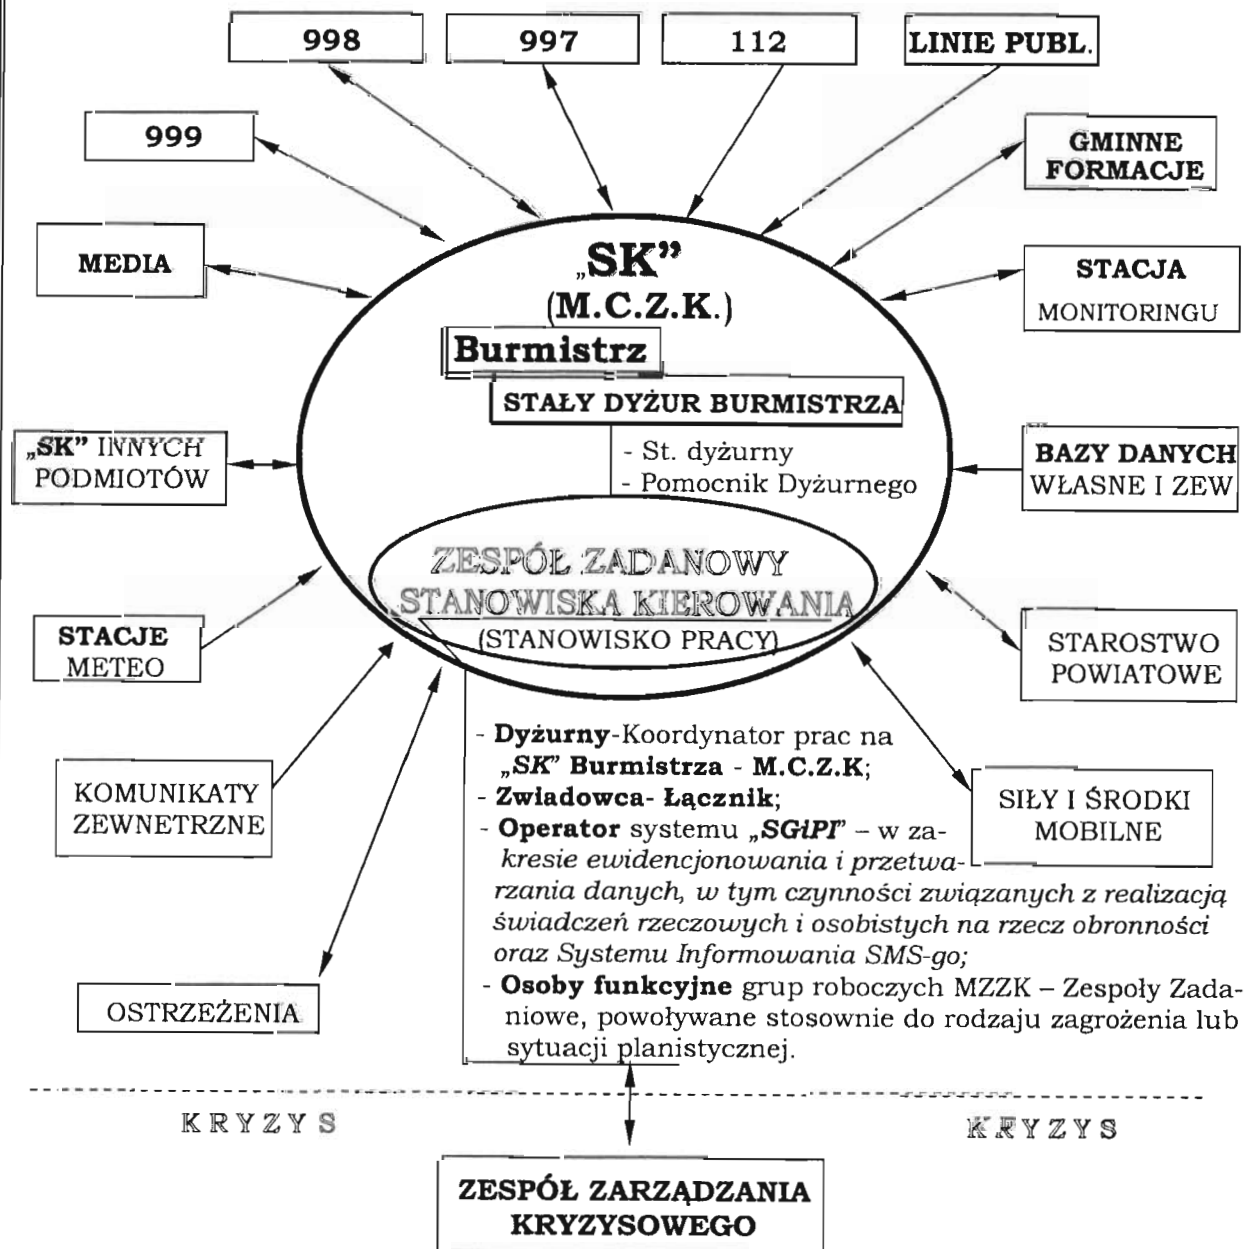 998
997
112
LINIE PUBL.
999
GMINNE
FORMACJE
MEDIA
„SK”
(M.C.Z.K.)
STACJA
MONITORINGU
Burmistrz
STAŁY DYŻUR BURMISTRZA
„SK” INNYCH
PODMIOTÓW
- St. dyżurny
- Pomocnik Dyżurnego
BAZY DANYCH
WŁASNE I ZEW
ZESPÓŁ ZADANOWY
STANOWISKA KIEROWANIA
(STANOWISKO PRACY)
STACJE
METEO
STAROSTWO
POWIATOWE
KOMUNIKATY
ZEWNETRZNE
- Dyżurny-Koordynator prac na
„SK” Burmistrza - M.C.Z.K;
- Zwiadowca- Łącznik;
- Operator systemu „SGiPI” – w za-
kresie ewidencjonowania i przetwa-
rzania danych, w tym czynności związanych z realizacją
świadczeń rzeczowych i osobistych na rzecz obronności
oraz Systemu Informowania SMS-go;
- Osoby funkcyjne grup roboczych MZZK – Zespoły Zada-
niowe, powoływane stosownie do rodzaju zagrożenia lub
sytuacji planistycznej.
SIŁY I ŚRODKI
MOBILNE
OSTRZEŻENIA
KRYZYS
KRYZYS
ZESPÓŁ ZARZĄDZANIA
KRYZYSOWEGO